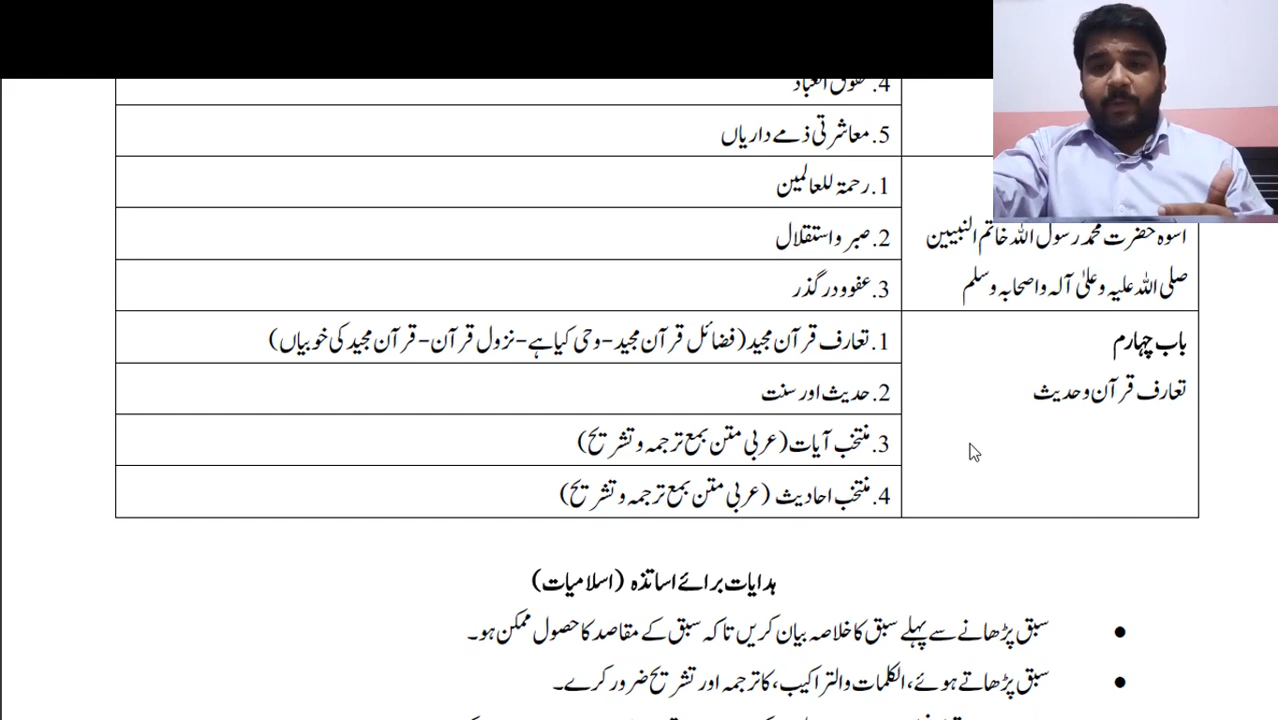 4. حقوق العباد
5. معاشرتی ذمے داریاں
اسوہ حضرت محمد رسول اللہ خاتم النبیین
صلی اللہ علیہ وعلیٰ آلہ واصحابہ وسلم
1. رحمۃ للعالمین
2. صبر و استقلال
3. عفوودرگذر
باب چہارم
تعارف قرآن و حدیث
1. تعارف قرآن مجید (فضائل قرآن مجید-وحی کیا ہے-نزول قرآن-قرآن مجید کی خوبیاں)
2. حدیث اور سنت
3. منتخب آیات (عربی متن بمع ترجمہ و تشریح)
4. منتخب احادیث (عربی متن بمع ترجمہ و تشریح)
ہدایات برائے اساتذہ (اسلامیات)
• سبق پڑھانے سے پہلے سبق کا خلاصہ بیان کریں تاکہ سبق کے مقاصد کا حصول ممکن ہو۔
• سبق پڑھاتے ہوئے، الکلمات والتراکیب، کا ترجمہ اور تشریح ضرور کرے۔